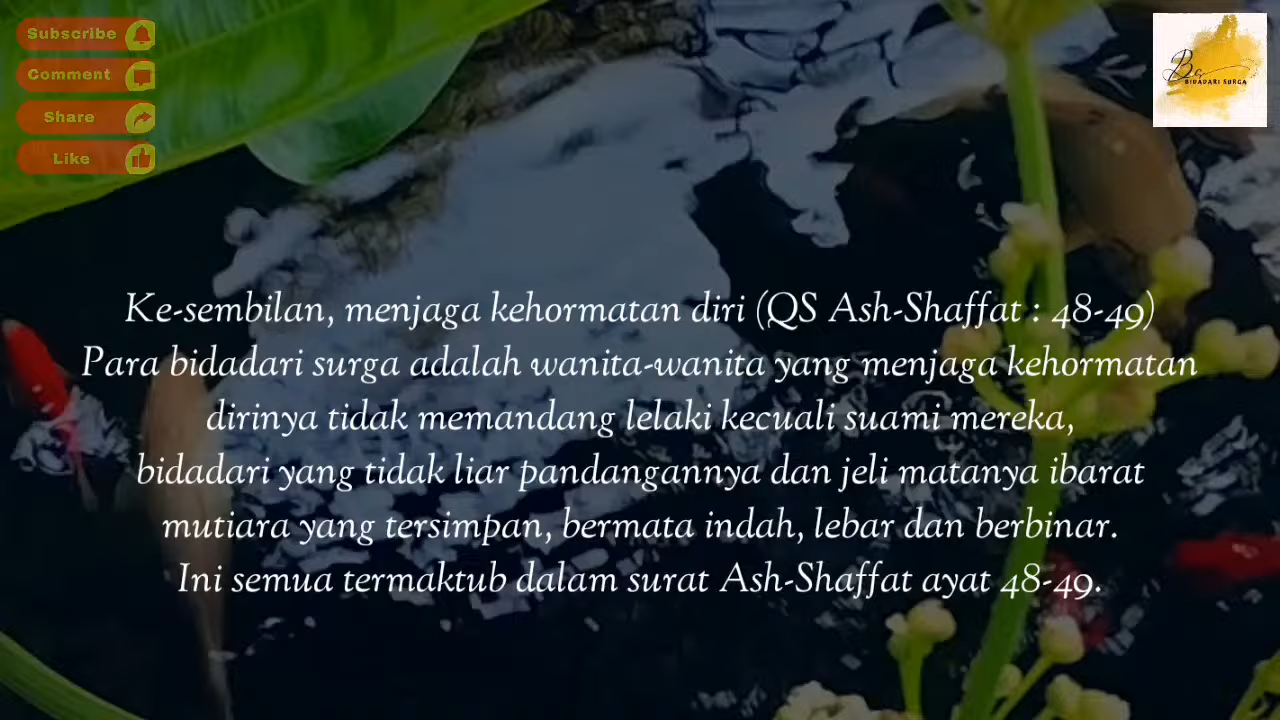 Subscribe
Comment
Share
Like
Bs
BIDADARI SURGA
Ke-sembilan, menjaga kehormatan diri (QS Ash-Shaffat : 48-49)
Para bidadari surga adalah wanita-wanita yang menjaga kehormatan
dirinya tidak memandang lelaki kecuali suami mereka,
bidadari yang tidak liar pandangannya dan jeli matanya ibarat
mutiara yang tersimpan, bermata indah, lebar dan berbinar.
Ini semua termaktub dalam surat Ash-Shaffat ayat 48-49.